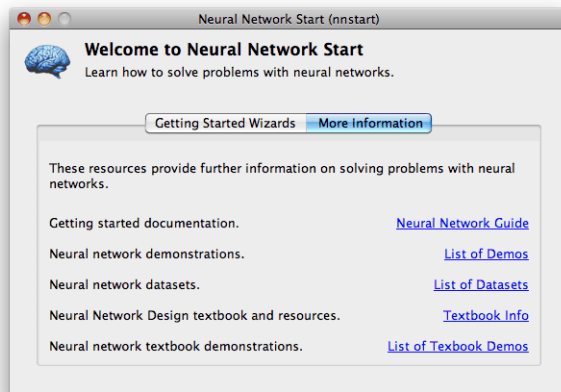 Neural Network Start (nnstart)
Welcome to Neural Network Start
Learn how to solve problems with neural networks.
Getting Started Wizards More Information
These resources provide further information on solving problems with neural
networks.
Getting started documentation. Neural Network Guide
Neural network demonstrations. List of Demos
Neural network datasets. List of Datasets
Neural Network Design textbook and resources. Textbook Info
Neural network textbook demonstrations. List of Texbook Demos